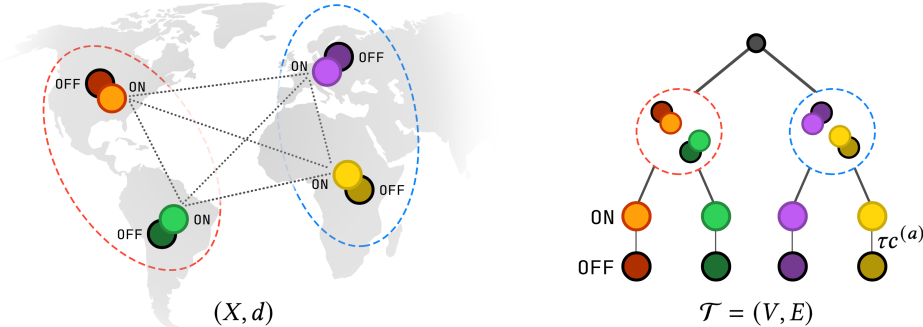 OFF ON
ON OFF
ON OFF
OFF ON
(X, d)
ON
OFF
τc^(a)
𝒯 = (V, E)